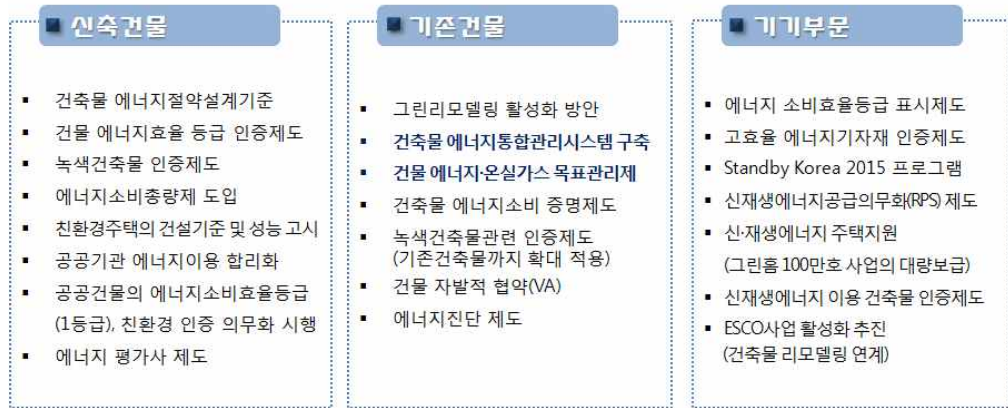 신축건물
▪ 건축물 에너지절약설계기준
▪ 건물 에너지효율 등급 인증제도
▪ 녹색건축물 인증제도
▪ 에너지소비총량제 도입
▪ 친환경주택의 건설기준 및 성능 고시
▪ 공공기관 에너지이용 합리화
▪ 공공건물의 에너지소비효율등급
(1등급), 친환경 인증 의무화 시행
▪ 에너지 평가사 제도
기존건물
▪ 그린리모델링 활성화 방안
▪ 건축물 에너지통합관리시스템 구축
▪ 건물 에너지·온실가스 목표관리제
▪ 건축물 에너지소비 증명제도
▪ 녹색건축물관련 인증제도
(기존건축물까지 확대 적용)
▪ 건물 자발적 협약(VA)
▪ 에너지진단 제도
기기부문
▪ 에너지 소비효율등급 표시제도
▪ 고효율 에너지기자재 인증제도
▪ Standby Korea 2015 프로그램
▪ 신재생에너지공급의무화(RPS) 제도
▪ 신·재생에너지 주택지원
(그린홈 100만호 사업의 대량보급)
▪ 신재생에너지 이용 건축물 인증제도
▪ ESCO사업 활성화 추진
(건축물 리모델링 연계)